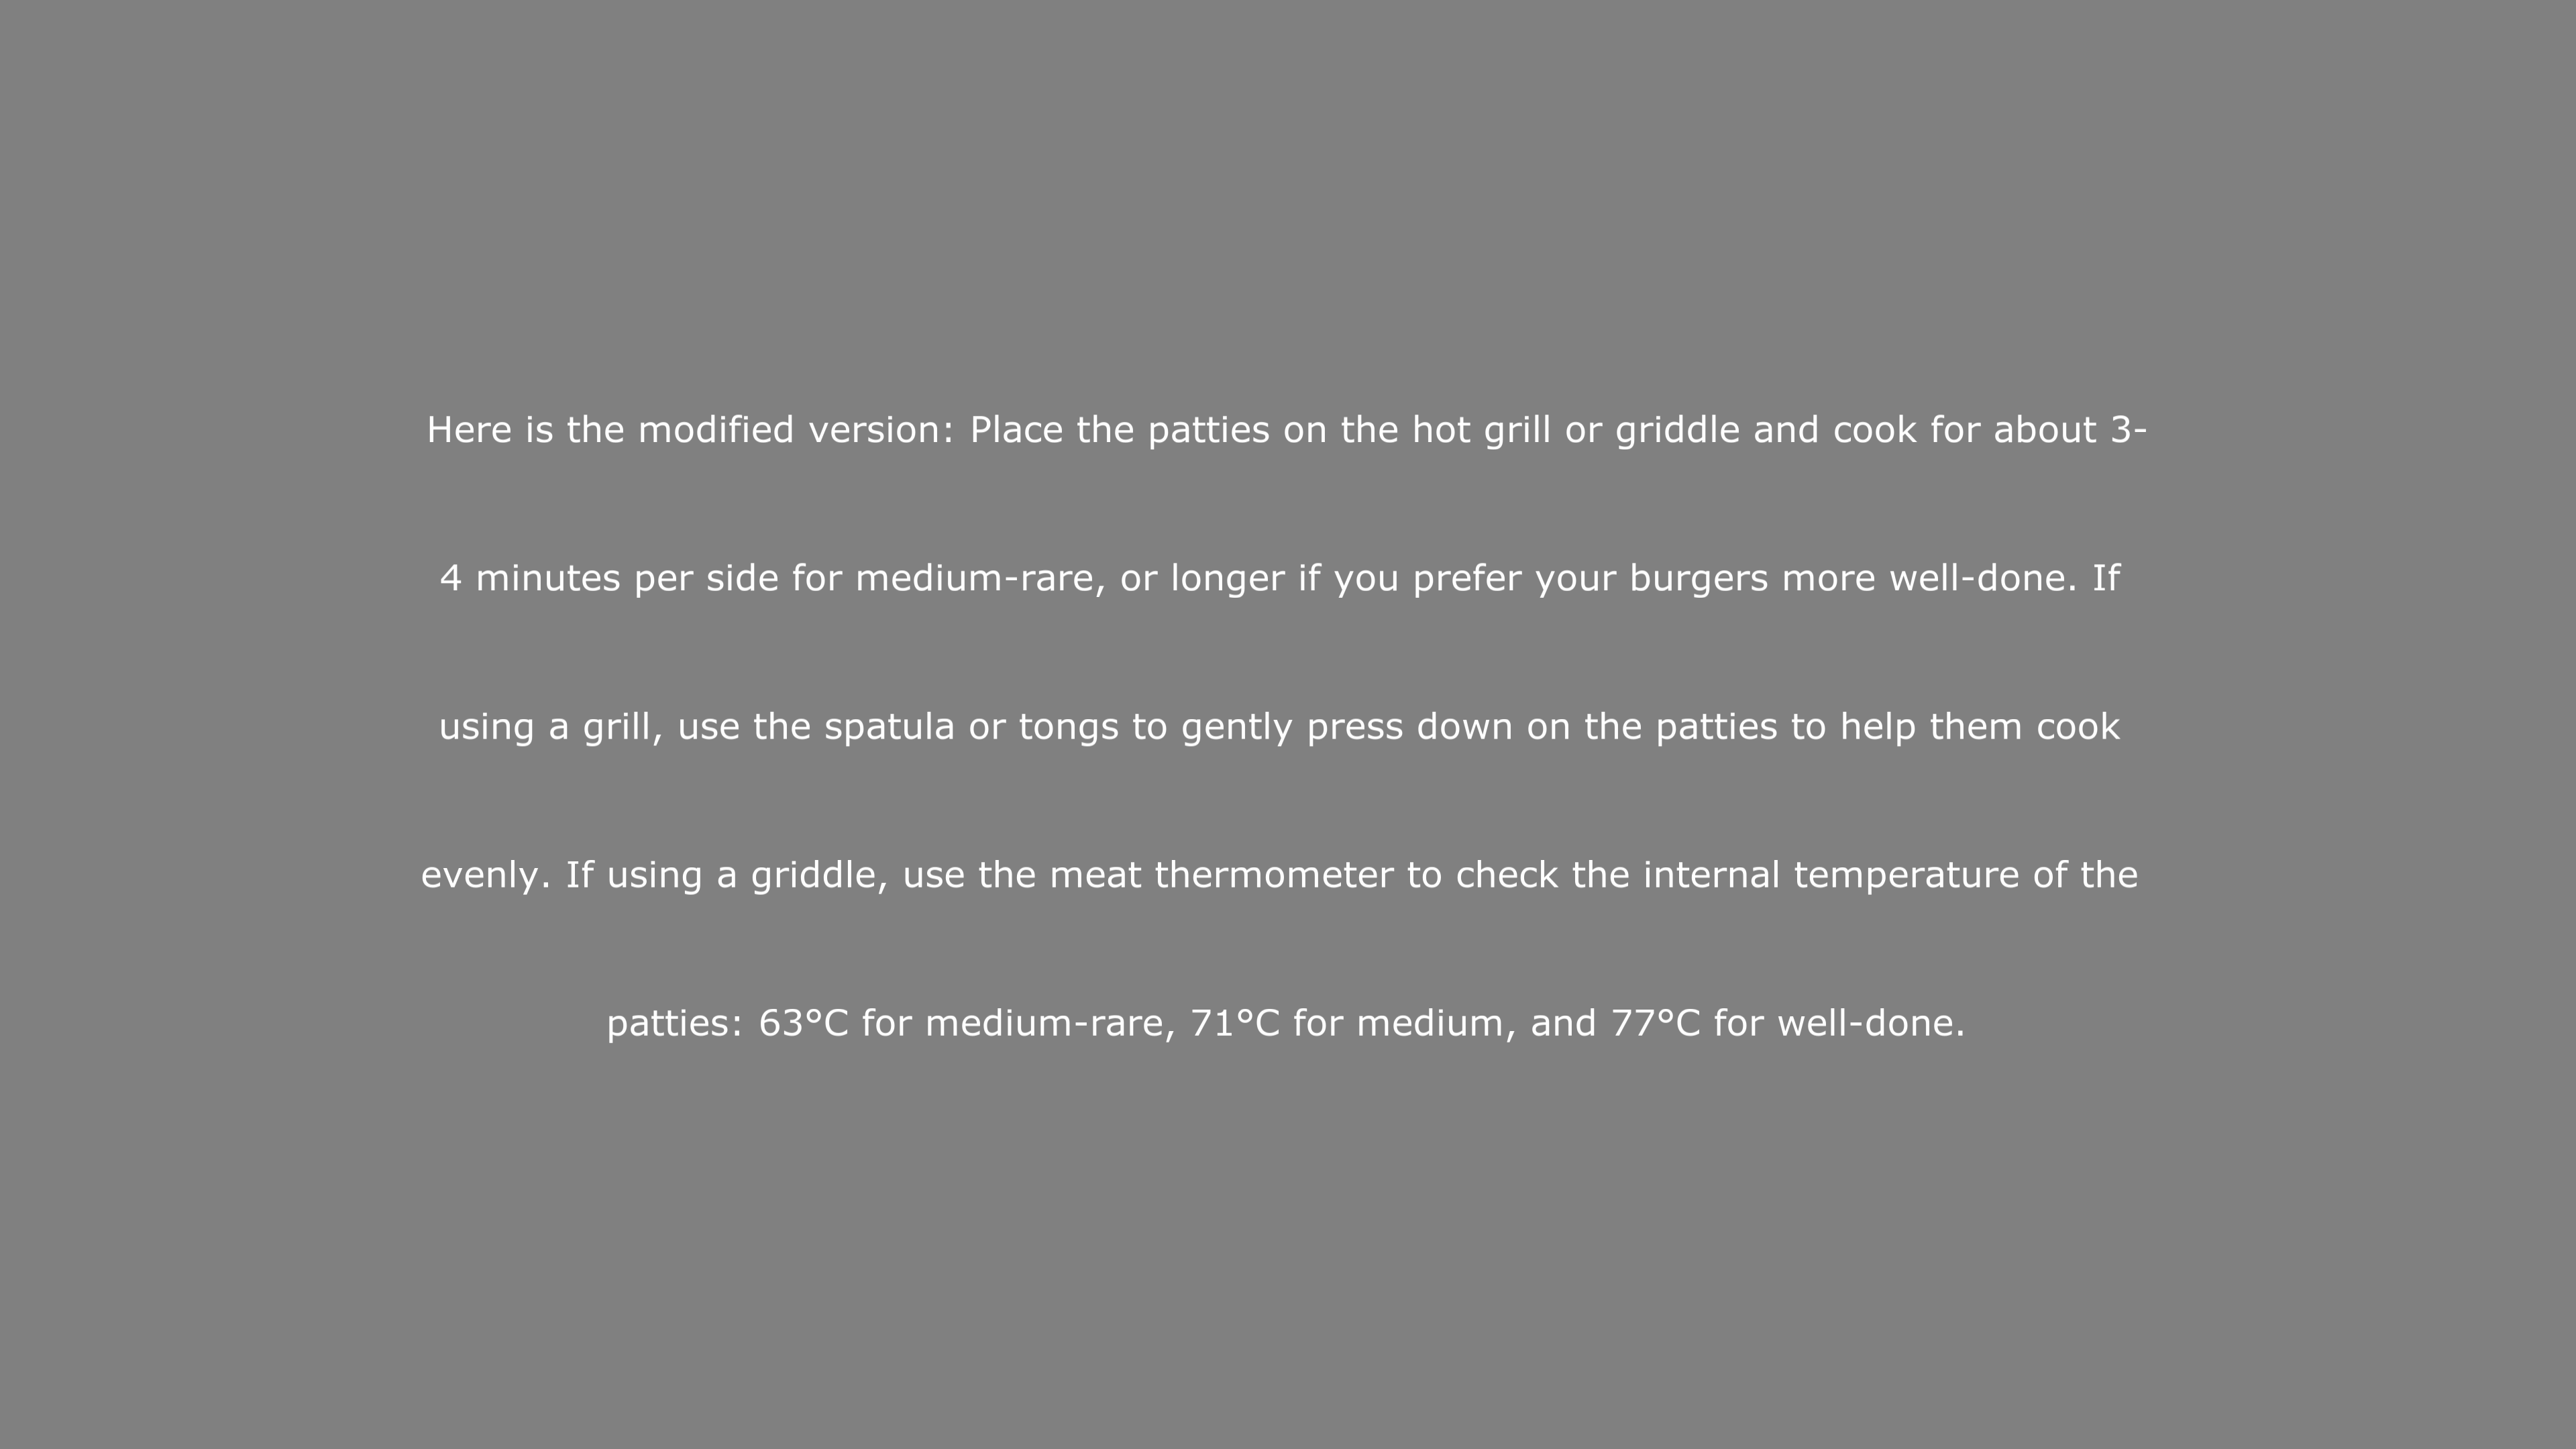 Here is the modified version: Place the patties on the hot grill or griddle and cook for about 3-
4 minutes per side for medium-rare, or longer if you prefer your burgers more well-done. If
using a grill, use the spatula or tongs to gently press down on the patties to help them cook
evenly. If using a griddle, use the meat thermometer to check the internal temperature of the
patties: 63°C for medium-rare, 71°C for medium, and 77°C for well-done.